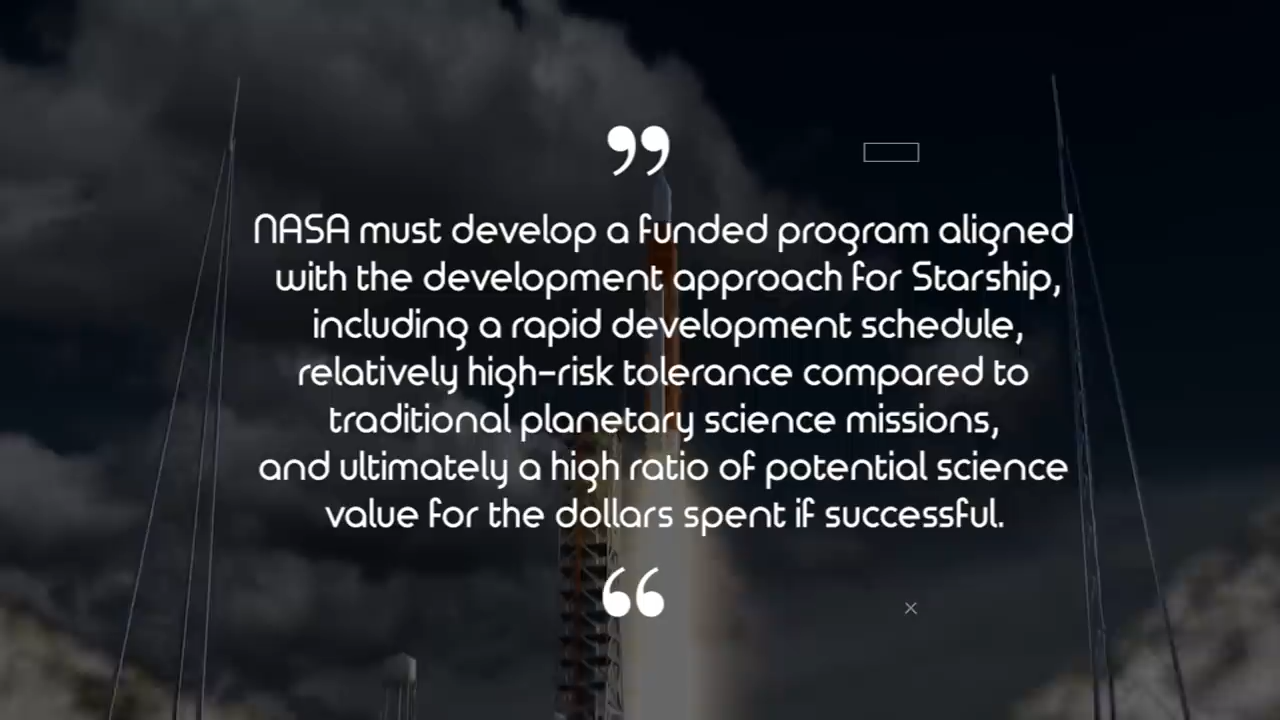 ”
NASA must develop a funded program aligned
with the development approach for Starship,
including a rapid development schedule,
relatively high-risk tolerance compared to
traditional planetary science missions,
and ultimately a high ratio of potential science
value for the dollars spent if successful.
“